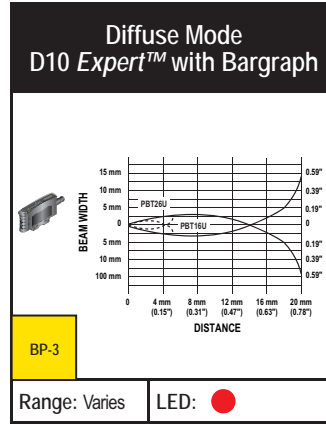 Diffuse Mode
D10 Expert™ with Bargraph
15 mm
10 mm
5 mm
0
5 mm
10 mm
100 mm
BEAM WIDTH
PBT26U
PBT16U
0.59"
0.39"
0.19"
0
0.19"
0.39"
0.59"
0 4 mm 8 mm 12 mm 16 mm 20 mm
(0.15") (0.31") (0.47") (0.63") (0.78")
DISTANCE
BP-3
Range: Varies
LED: